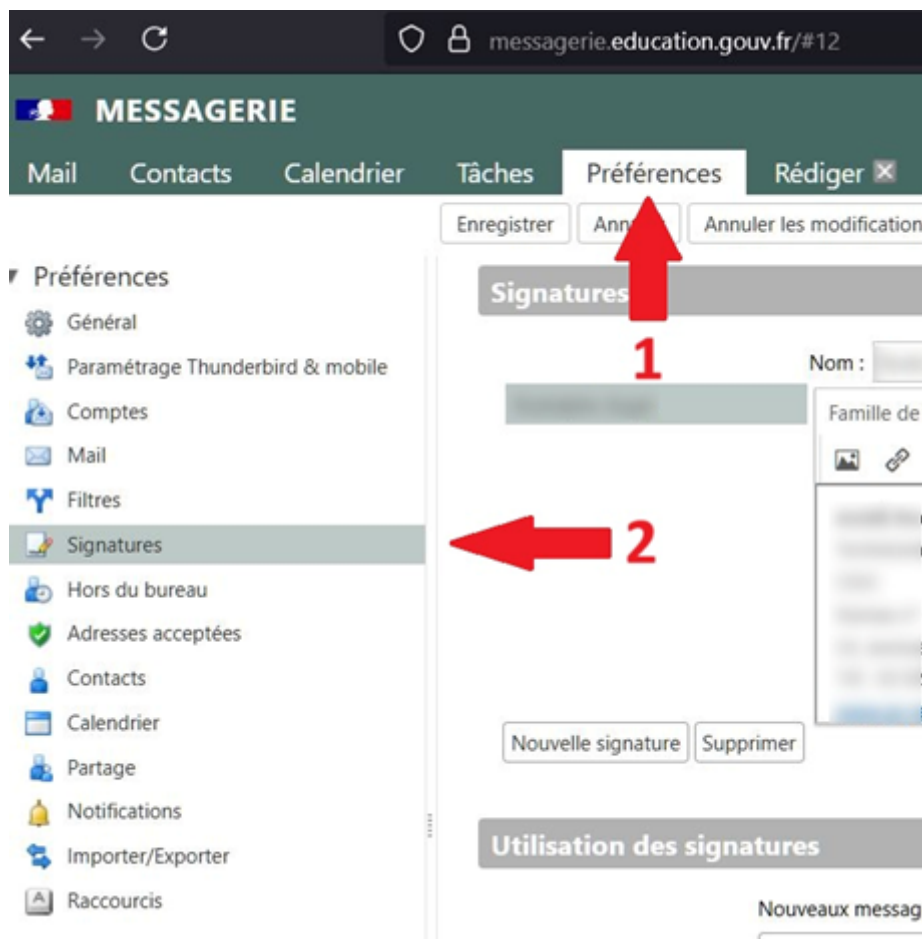 messagerie.education.gouv.fr/#12
MESSAGERIE
Mail Contacts Calendrier Tâches Préférences Rédiger
Enregistrer Annuler les modification
Préférences
Général
Paramétrage Thunderbird & mobile
Comptes
Mail
Filtres
Signatures
Hors du bureau
Adresses acceptées
Contacts
Calendrier
Partage
Notifications
Importer/Exporter
Raccourcis
Signatures
1
Nom :
Famille de
2
Nouvelle signature Supprimer
Utilisation des signatures
Nouveaux messag